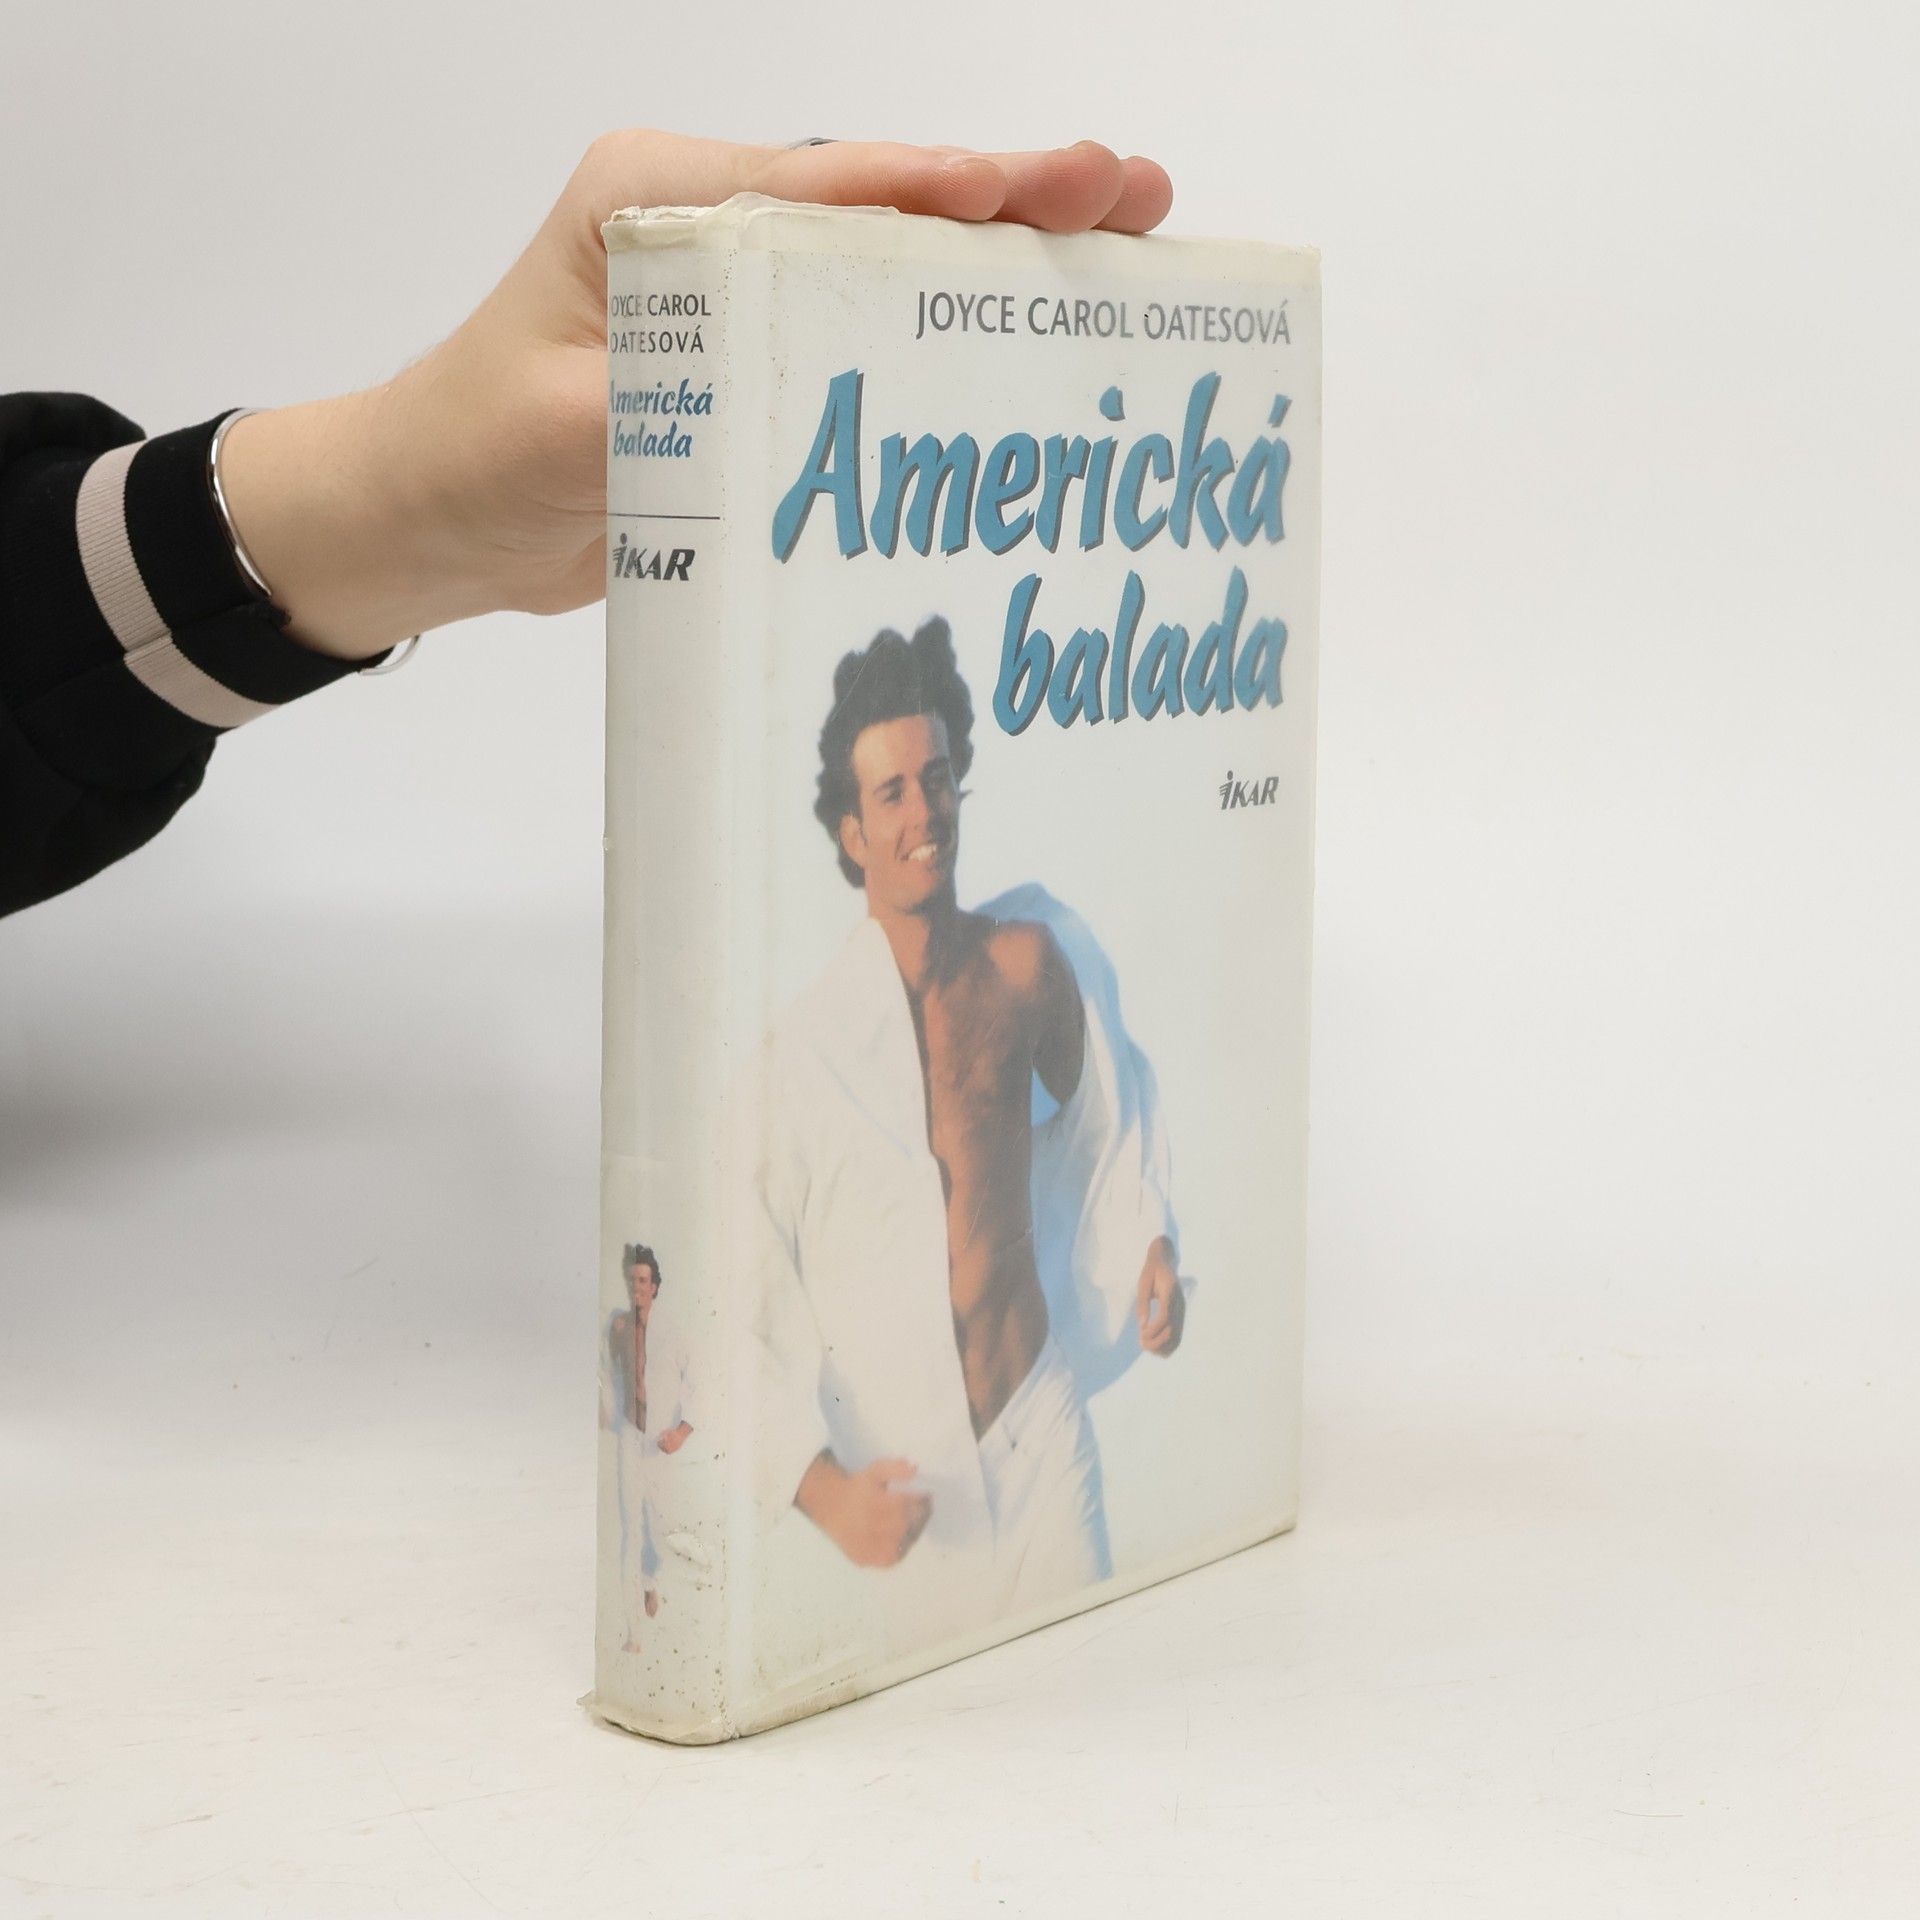 JOYCE CAROL
OATESOVÁ
Americká
balada
iKAR
JOYCE CAROL OATESOVÁ
Americká
balada
iKAR